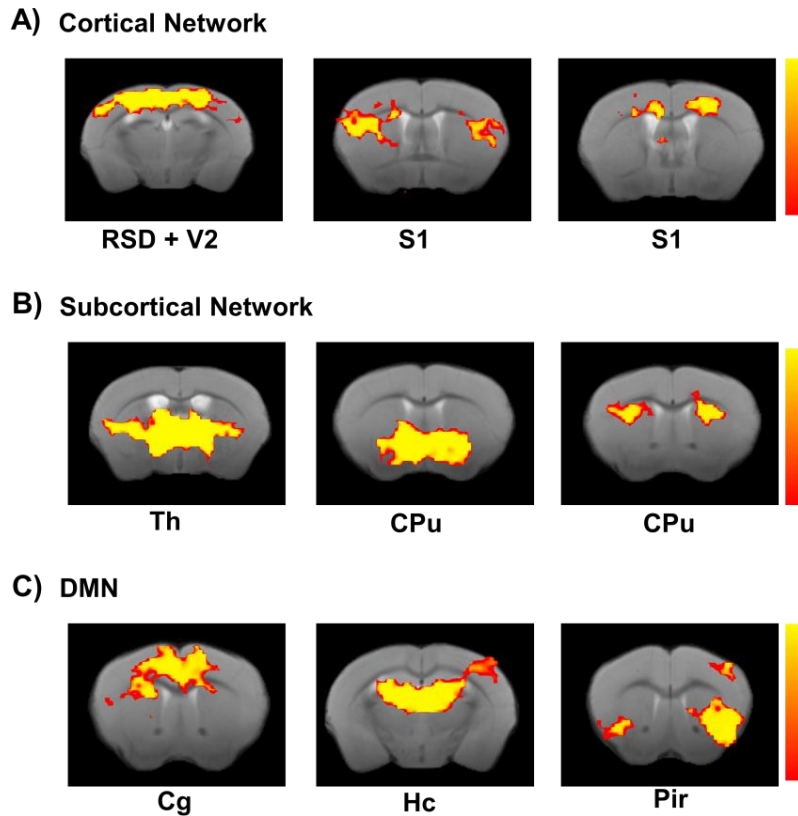 A) Cortical Network
RSD + V2
S1
S1
B) Subcortical Network
Th
CPu
CPu
C) DMN
Cg
Hc
Pir